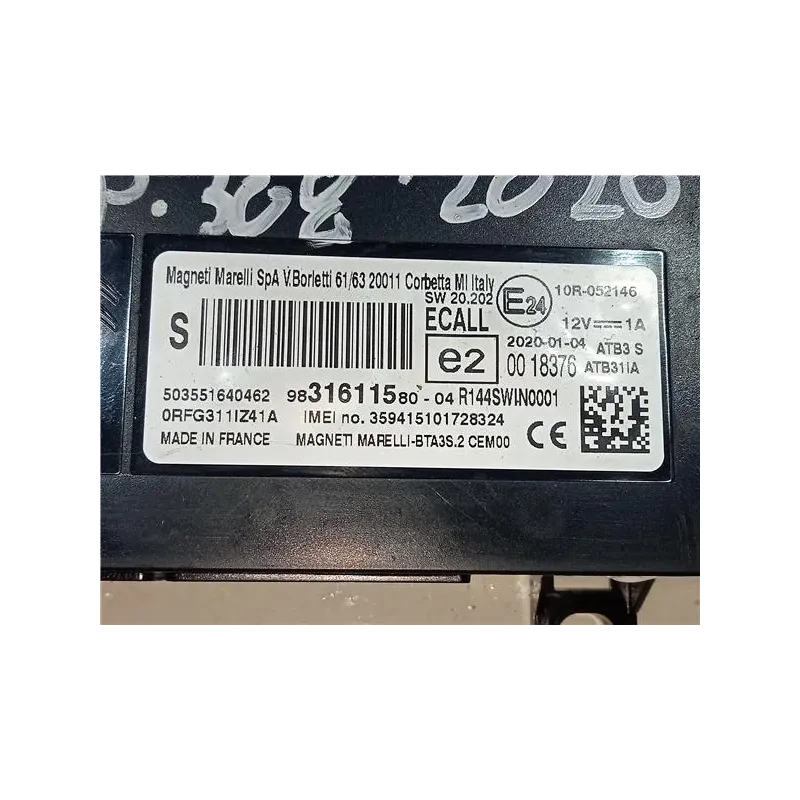 P. 308 - 2020
Magneti Marelli SpA V.Borletti 61/63 20011 Corbetta MI Italy
SW 20.202
E24
10R-052146
S
ECALL
12V⎓1A
e2
2020-01-04 ATB3 S
00 18376 ATB31IA
503551640462 9831611580-04 R144SWIN0001
0RFG311IZ41A IMEI no. 359415101728324
MADE IN FRANCE MAGNETI MARELLI-BTA3S.2 CEM00
CE